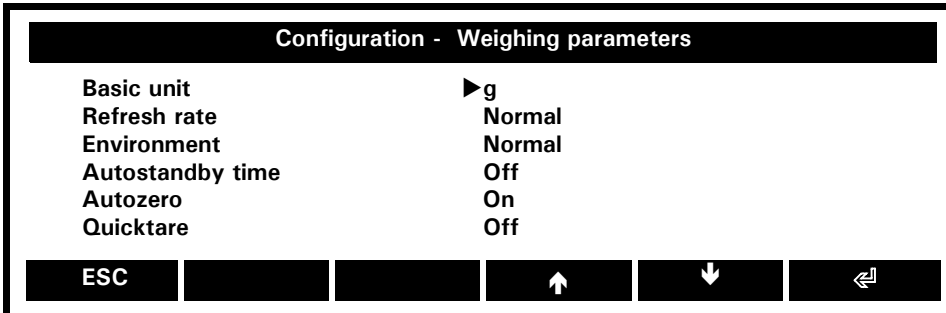 Configuration - Weighing parameters
Basic unit ▶g
Refresh rate Normal
Environment Normal
Autostandby time Off
Autozero On
Quicktare Off
ESC ↑ ↓ ⏎